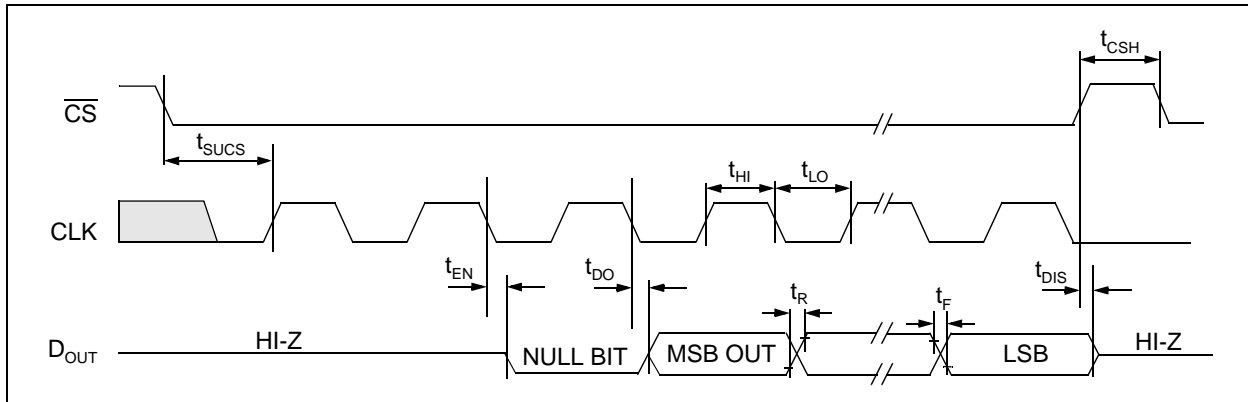 tCSH
CS
tSUCS
tHI
tLO
CLK
tEN
tDO
tR
tF
tDIS
DOUT
HI-Z
NULL BIT
MSB OUT
LSB
HI-Z